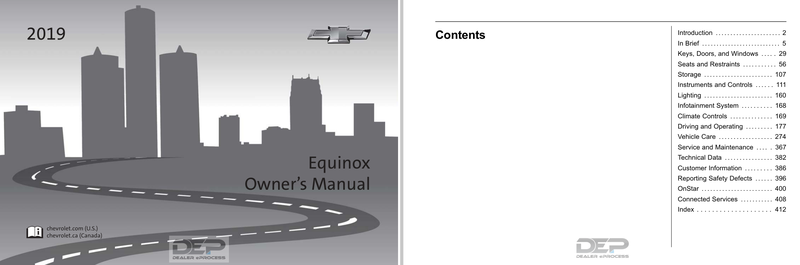 2019
Equinox
Owner's Manual
chevrolet.com (U.S.)
chevrolet.ca (Canada)
DEP
DEALER ePROCESS
Contents
Introduction ...................... 2
In Brief ........................... 5
Keys, Doors, and Windows ..... 29
Seats and Restraints ........... 56
Storage ........................ 107
Instruments and Controls ...... 111
Lighting ........................ 160
Infotainment System .......... 168
Climate Controls ............... 169
Driving and Operating ......... 177
Vehicle Care ................... 274
Service and Maintenance .... . 367
Technical Data ................. 382
Customer Information ......... 386
Reporting Safety Defects ...... 396
OnStar ......................... 400
Connected Services ........... 408
Index . . . . . . . . . . . . . . . . . . . . 412
DEP
DEALER ePROCESS